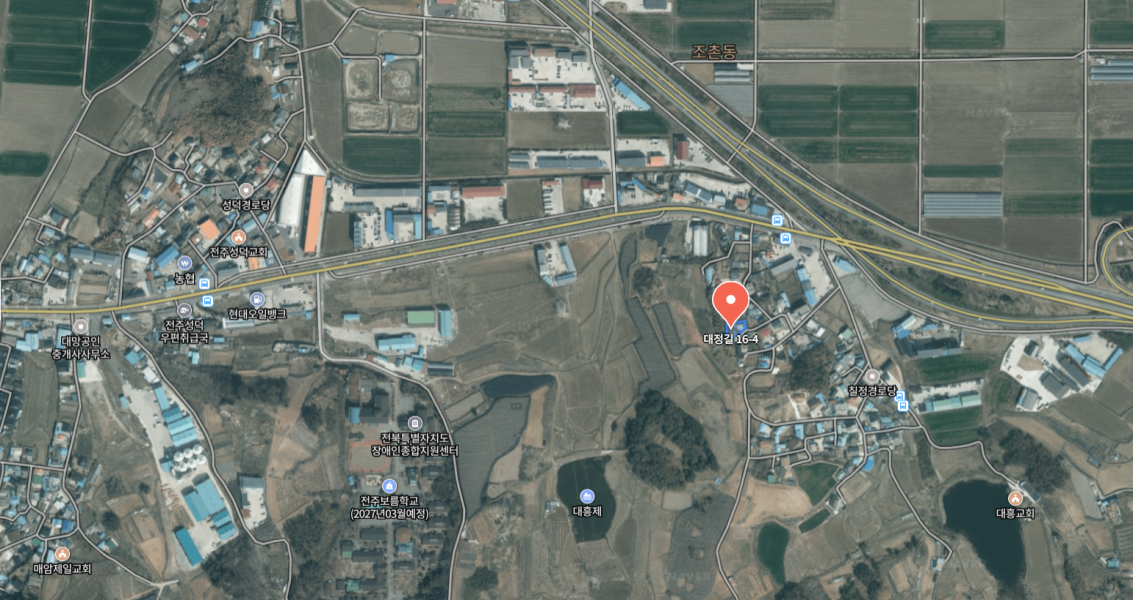 조촌동
NAVER
성덕경로당
전주성덕교회
농협
현대오일뱅크
전주성덕
우편취급국
대망공인
중개사사무소
대정길 16-4
칠정경로당
전북특별자치도
장애인종합지원센터
전주보름학교
(2027년03월예정)
대흥제
대흥교회
매암제일교회
NAVER